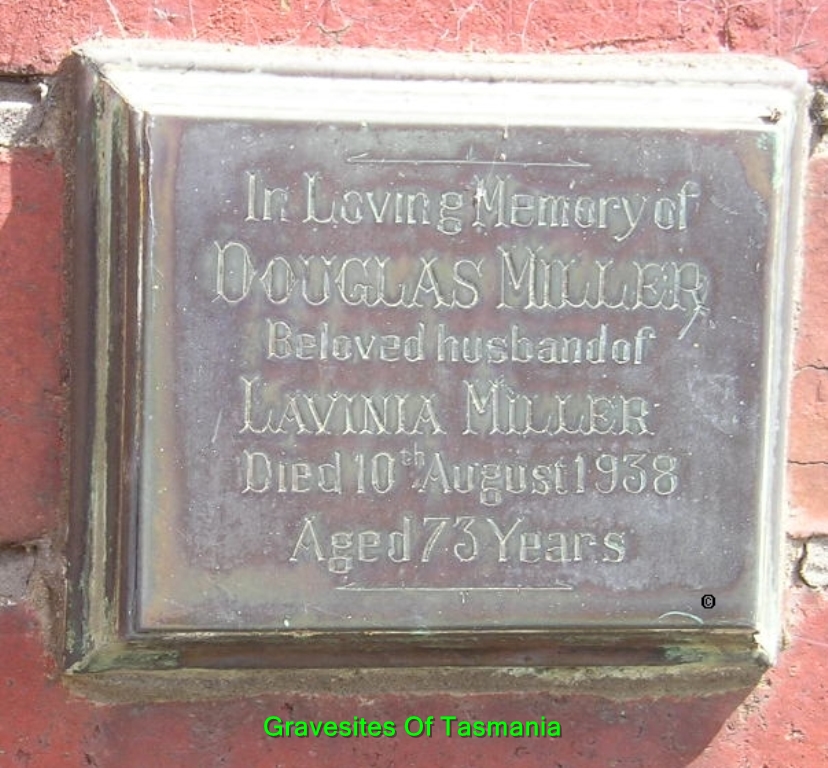 In Loving Memory of
DOUGLAS MILLER
Beloved husband of
LAVINIA MILLER
Died 10th August 1938
Aged 73 Years
©
Gravesites Of Tasmania